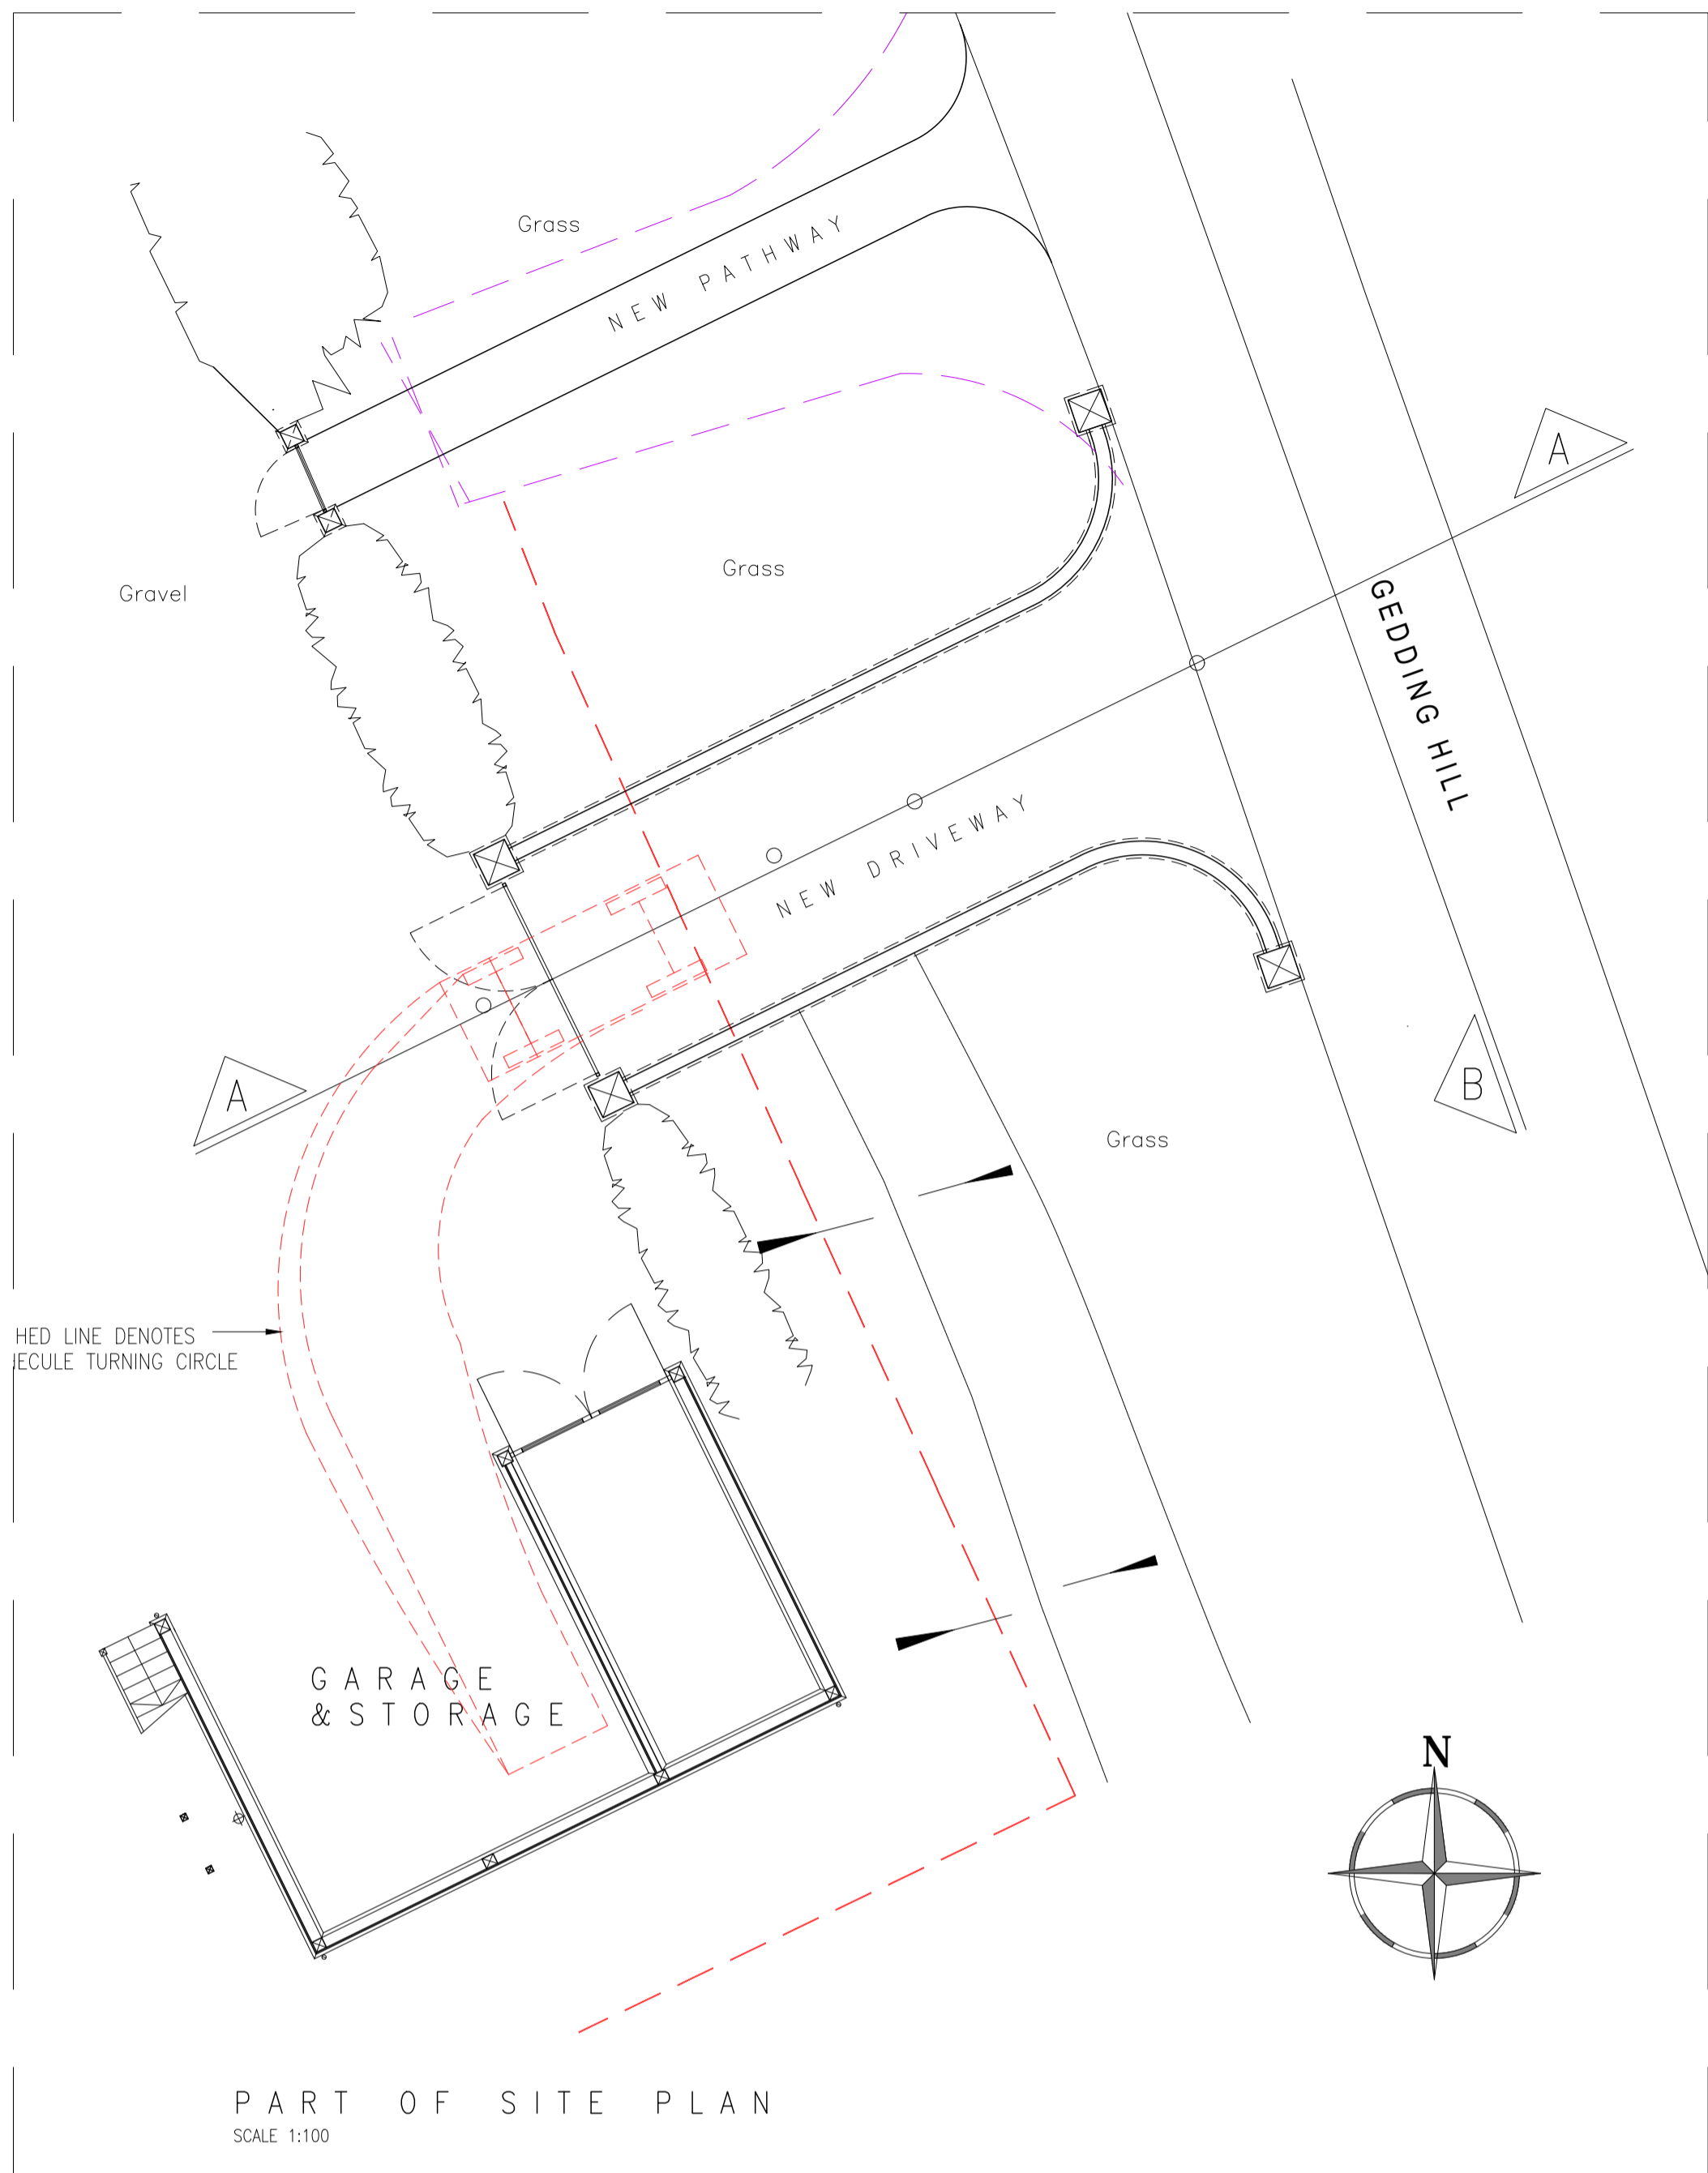 Grass
NEW PATHWAY
A
Grass
Gravel
GEDDING HILL
NEW DRIVEWAY
A
B
Grass
HED LINE DENOTES
HECULE TURNING CIRCLE
GARAGE
&STORAGE
N
PART OF SITE PLAN
SCALE 1:100